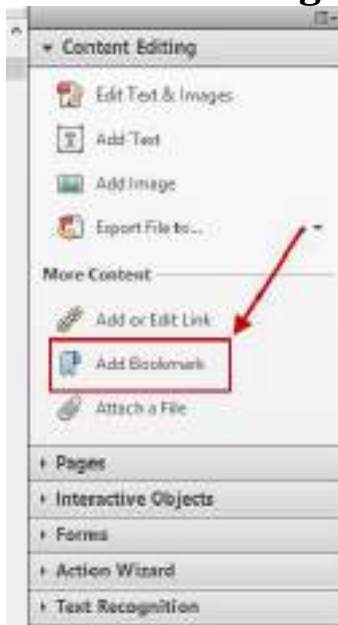 Content Editing
Edit Text & Images
Add Text
Add Image
Export File to...
More Content
Add or Edit Link
Add Bookmark
Attach a File
Pages
Interactive Objects
Forms
Action Wizard
Text Recognition